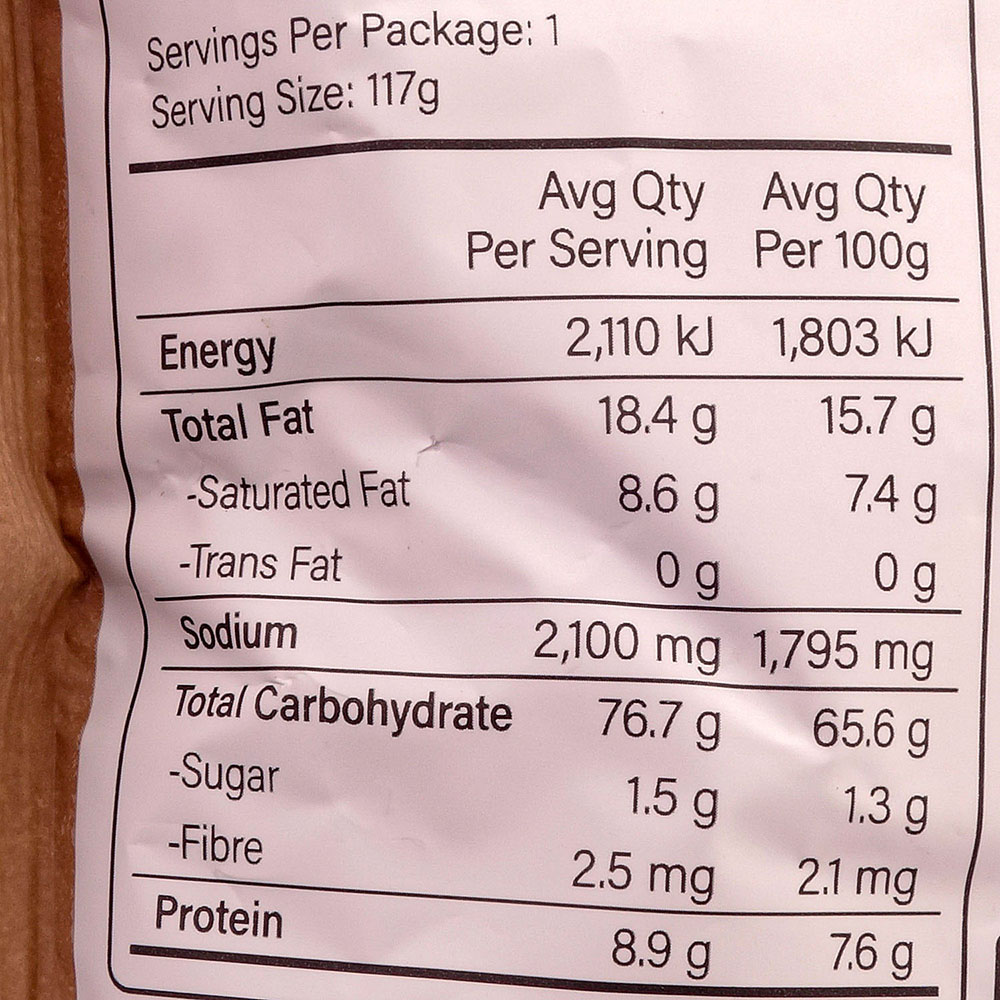 Servings Per Package: 1
Serving Size: 117g
Avg Qty Avg Qty
Per Serving Per 100g
Energy 2,110 kJ 1,803 kJ
Total Fat 18.4 g 15.7 g
-Saturated Fat 8.6 g 7.4 g
-Trans Fat 0 g 0 g
Sodium 2,100 mg 1,795 mg
Total Carbohydrate 76.7 g 65.6 g
-Sugar 1.5 g 1.3 g
-Fibre 2.5 mg 2.1 mg
Protein 8.9 g 7.6 g